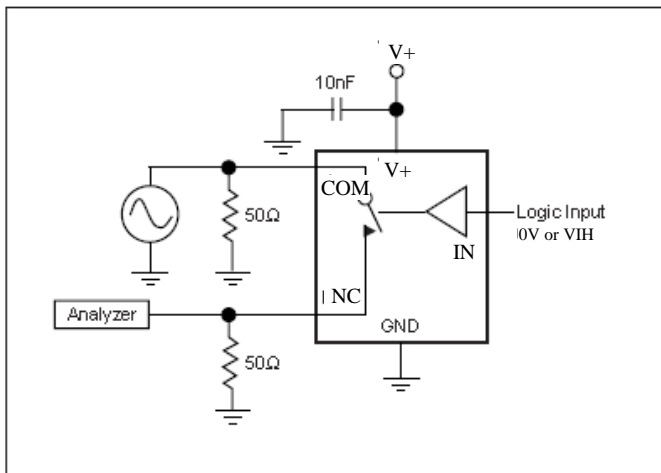 V+
10nF
V+
COM
50Ω
Logic Input
0V or VIH
IN
NC
Analyzer
GND
50Ω